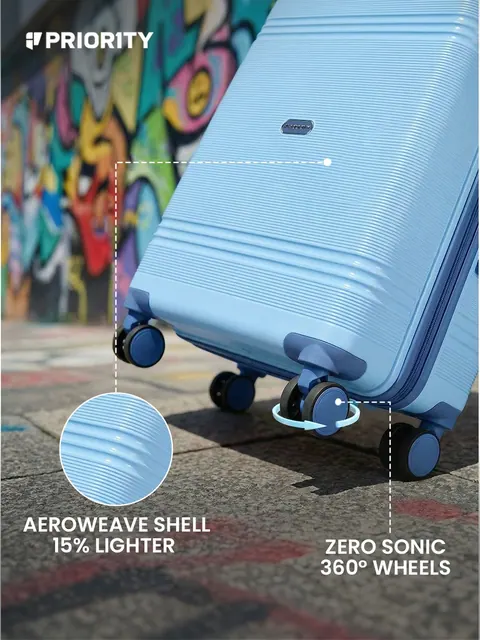 PRIORITY
AEROWEAVE SHELL
15% LIGHTER
ZERO SONIC
360° WHEELS